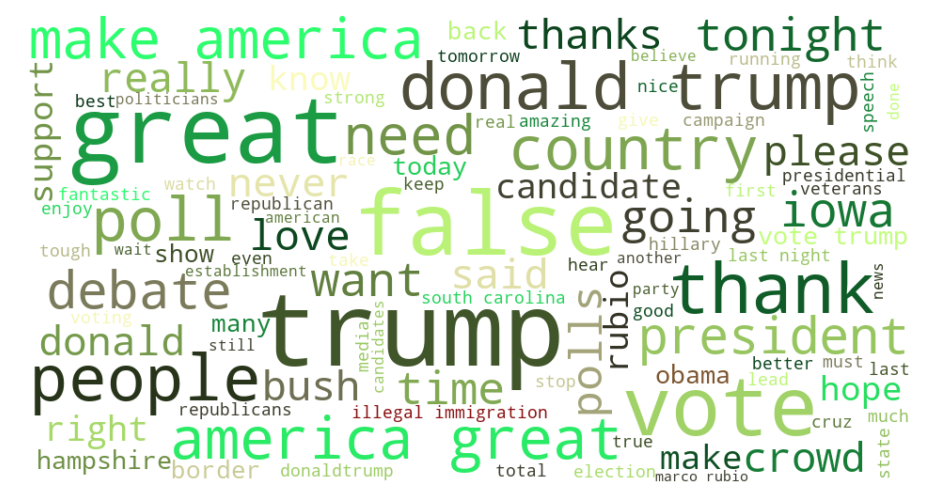 make america
back
thanks
tonight
tomorrow
believe
running
think
support
really
know
donald trump
nice
speech
done
best
politicians
strong
great
need
real
amazing
give
campaign
country
please
race
today
presidential
fantastic
watch
never
keep
candidate
first
veterans
enjoy
poll
republican
american
false
going
iowa
love
tough
wait
show
even
take
hillary
vote trump
another
last night
establishment
want
said
hear
rubio
thank
news
debate
south carolina
party
good
voting
many
trump
polls
donald
still
media
candidates
president
people
bush
time
stop
obama
better
must
last
lead
hope
republicans
illegal immigration
vote
cruz
much
right
america great
true
make
crowd
state
hampshire
border
donaldtrump
total
election
marco rubio